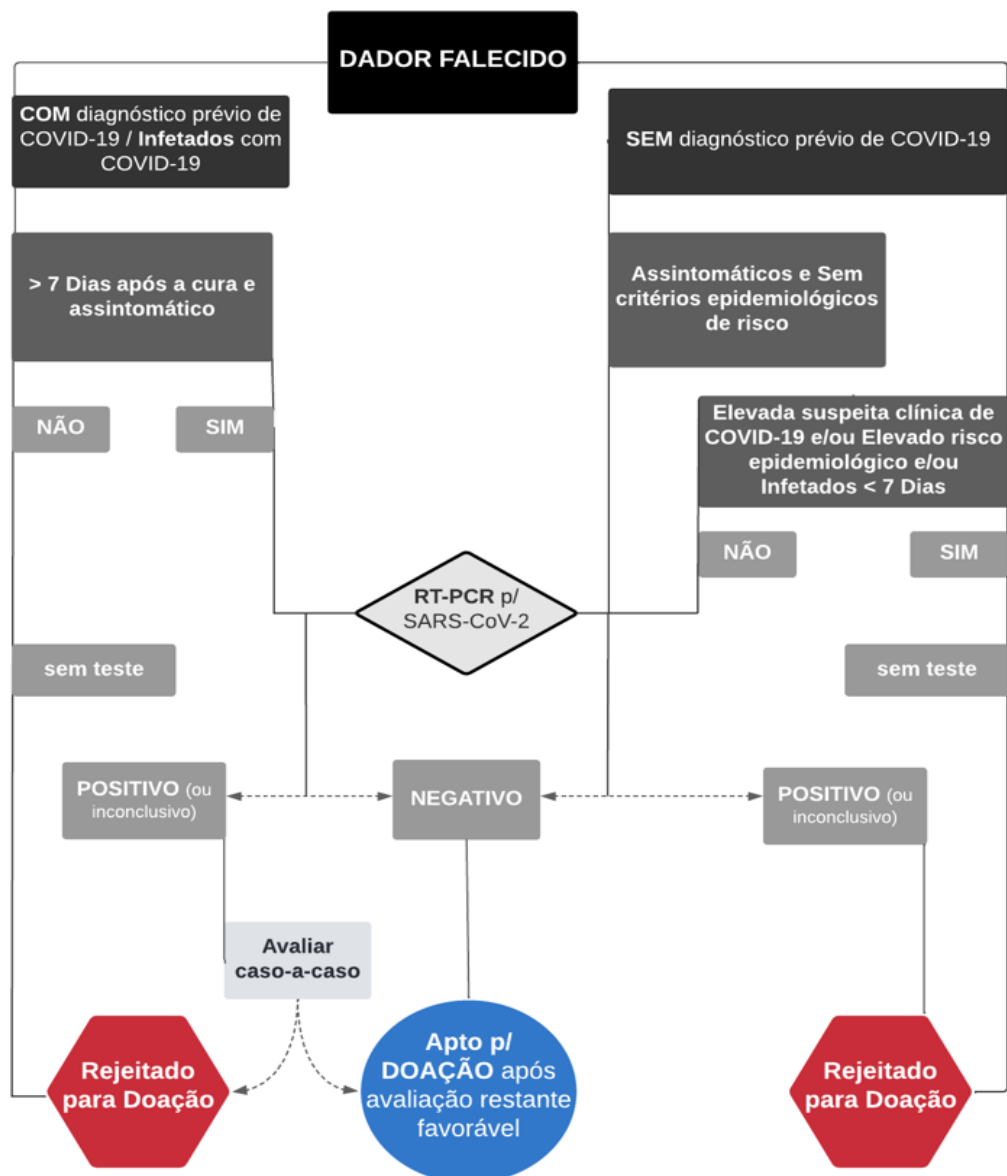 DADOR FALECIDO
COM diagnóstico prévio de
COVID-19 / Infetados com
COVID-19
SEM diagnóstico prévio de COVID-19
> 7 Dias após a cura e
assintomático
Assintomáticos e Sem
critérios epidemiológicos
de risco
NÃO
SIM
Elevada suspeita clínica de
COVID-19 e/ou Elevado risco
epidemiológico e/ou
Infetados < 7 Dias
NÃO
SIM
RT-PCR p/
SARS-CoV-2
sem teste
sem teste
POSITIVO (ou
inconclusivo)
NEGATIVO
POSITIVO (ou
inconclusivo)
Avaliar
caso-a-caso
Rejeitado
para Doação
Apto p/
DOAÇÃO após
avaliação restante
favorável
Rejeitado
para Doação